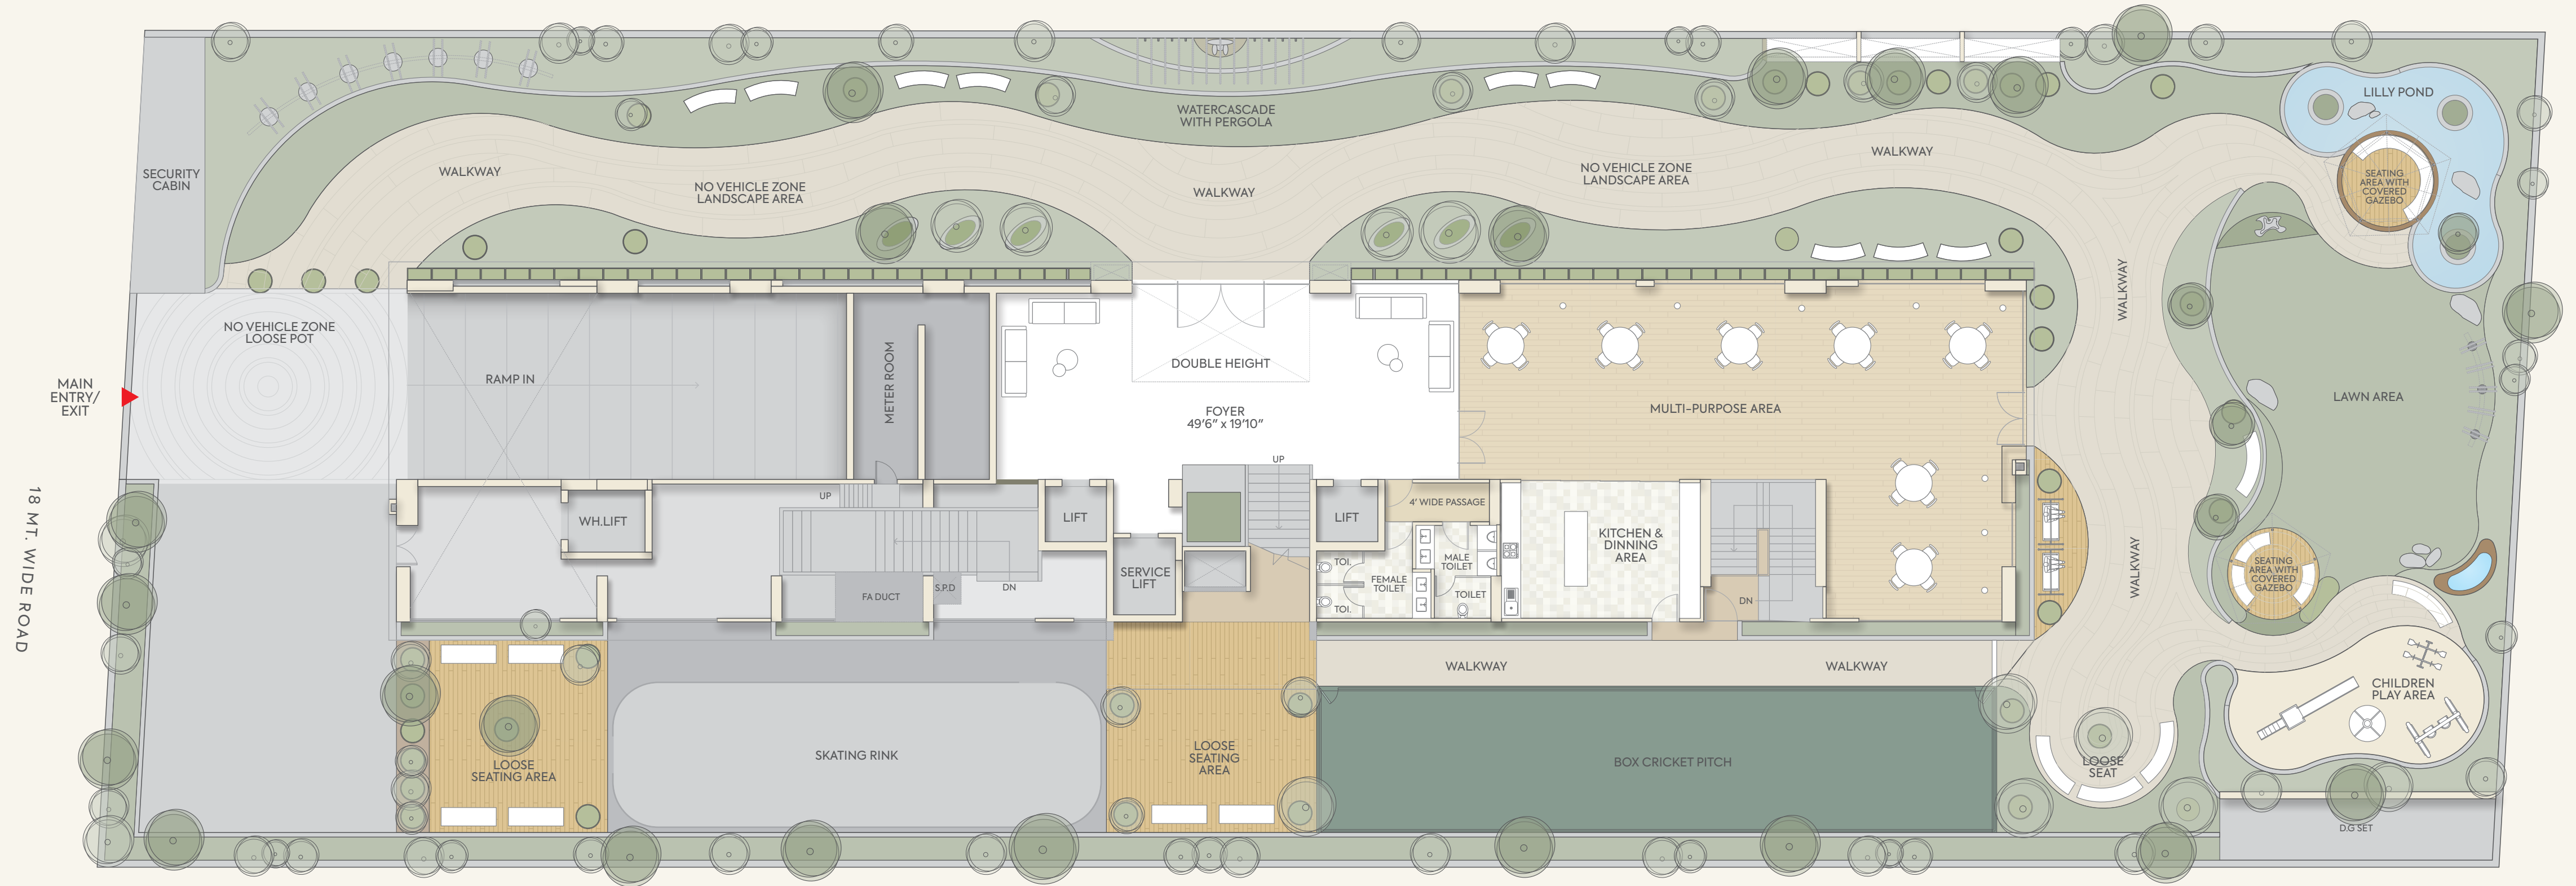 LILLY POND
WATERCASCADE
WITH PERGOLA
SECURITY
CABIN
WALKWAY
NO VEHICLE ZONE
LANDSCAPE AREA
WALKWAY
NO VEHICLE ZONE
LANDSCAPE AREA
WALKWAY
SEATING
AREA WITH
COVERED
GAZEBO
WALKWAY
NO VEHICLE ZONE
LOOSE POT
MAIN
ENTRY/
EXIT
RAMP IN
METER ROOM
DOUBLE HEIGHT
FOYER
49'6" x 19'10"
MULTI-PURPOSE AREA
LAWN AREA
18 MT. WIDE ROAD
UP
UP
WH.LIFT
LIFT
LIFT
4' WIDE PASSAGE
SERVICE
LIFT
KITCHEN &
DINNING
AREA
MALE
TOILET
TOI.
FEMALE
TOILET
TOILET
TOI.
FA DUCT
S.P.D
DN
DN
WALKWAY
SEATING
AREA WITH
COVERED
GAZEBO
WALKWAY
WALKWAY
CHILDREN
PLAY AREA
LOOSE
SEATING AREA
SKATING RINK
LOOSE
SEATING
AREA
BOX CRICKET PITCH
LOOSE
SEAT
D.G SET